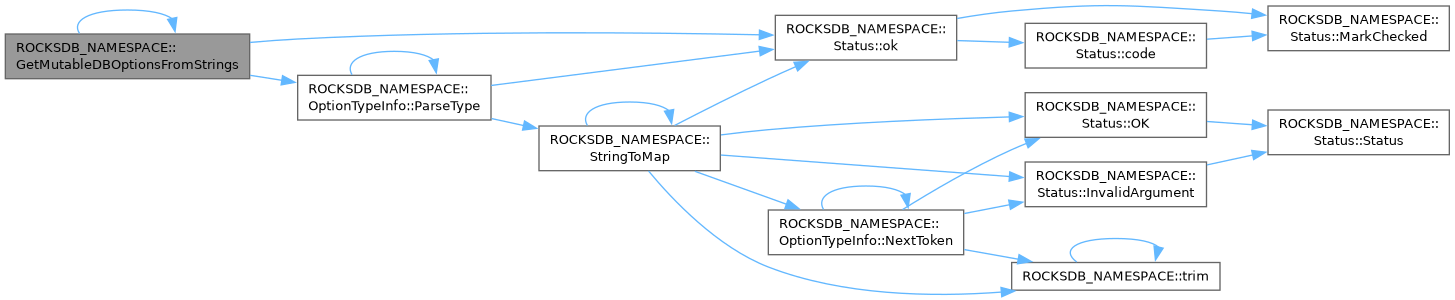 ROCKSDB_NAMESPACE::
GetMutableDBOptionsFromStrings
ROCKSDB_NAMESPACE::
OptionTypeInfo::ParseType
ROCKSDB_NAMESPACE::
StringToMap
ROCKSDB_NAMESPACE::
Status::ok
ROCKSDB_NAMESPACE::
OptionTypeInfo::NextToken
ROCKSDB_NAMESPACE::
Status::code
ROCKSDB_NAMESPACE::
Status::OK
ROCKSDB_NAMESPACE::
Status::InvalidArgument
ROCKSDB_NAMESPACE::trim
ROCKSDB_NAMESPACE::
Status::MarkChecked
ROCKSDB_NAMESPACE::
Status::Status